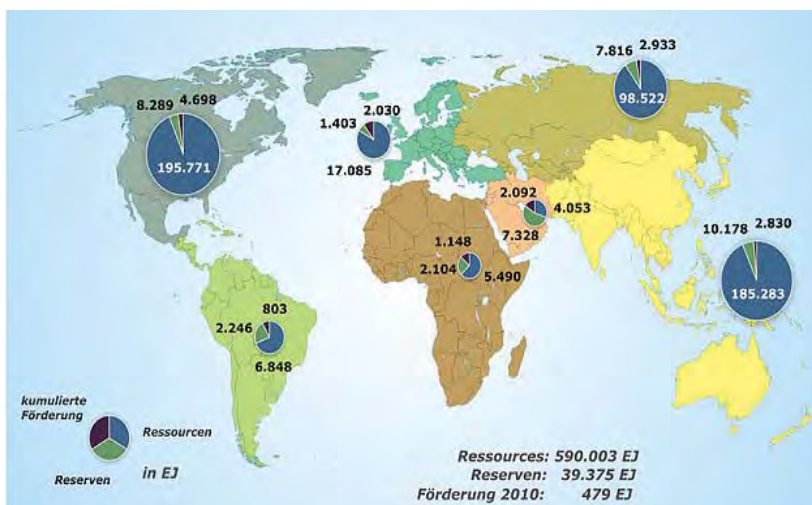 8.289 4.698
195.771
1.403 2.030
17.085
7.816 2.933
98.522
2.092 4.053
7.328
1.148
2.104 5.490
10.178 2.830
185.283
803
2.246
6.848
kumulierte
Förderung
Ressourcen
Reserven
in EJ
Ressources: 590.003 EJ
Reserven: 39.375 EJ
Förderung 2010: 479 EJ